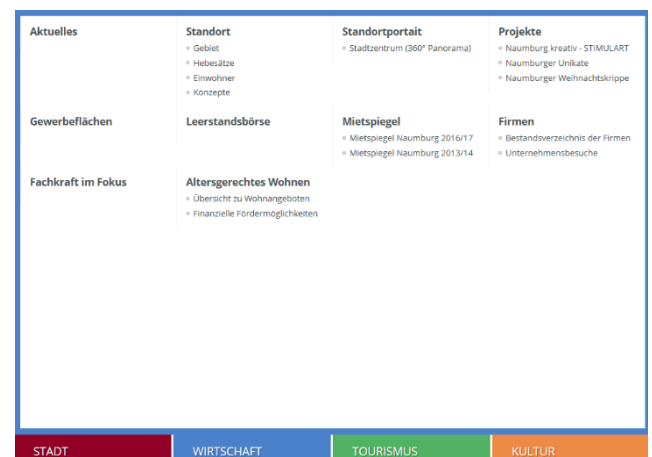 Aktuelles
Standort
Gebiet
Hebesätze
Einwohner
Konzepte
Standortportait
Stadtzentrum (360° Panorama)
Projekte
Naumburg kreativ - STIMULART
Naumburger Unikate
Naumburger Weihnachtskrippe
Gewerbeflächen
Leerstandsbörse
Mietspiegel
Mietspiegel Naumburg 2016/17
Mietspiegel Naumburg 2013/14
Firmen
Bestandsverzeichnis der Firmen
Unternehmensbesuche
Fachkraft im Fokus
Altersgerechtes Wohnen
Übersicht zu Wohnangeboten
Finanzielle Fördermöglichkeiten
STADT
WIRTSCHAFT
TOURISMUS
KULTUR